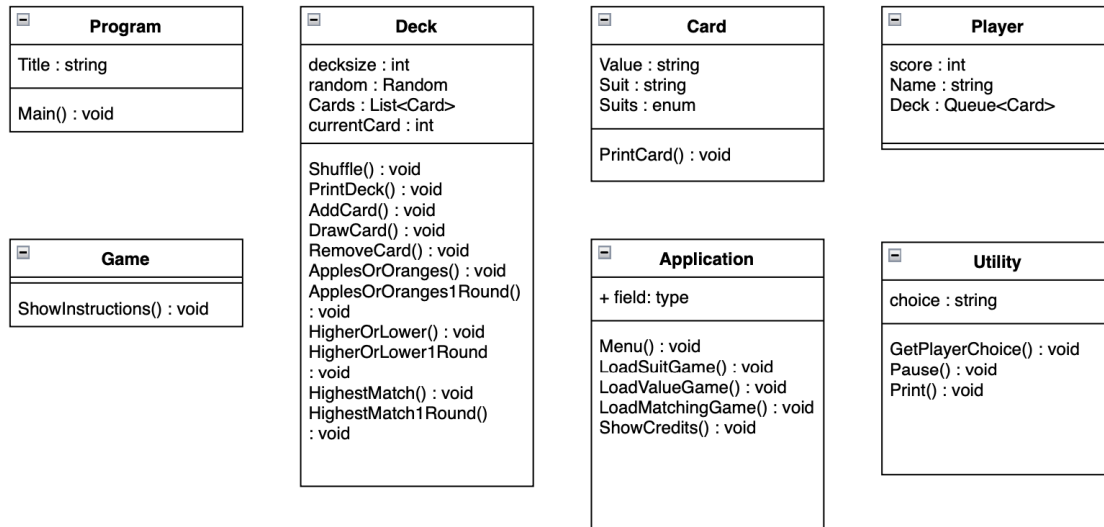 Program
Title : string
Main() : void
Deck
decksize : int
random : Random
Cards : List<Card>
currentCard : int
Shuffle() : void
PrintDeck() : void
AddCard() : void
DrawCard() : void
RemoveCard() : void
ApplesOrOranges() : void
ApplesOrOranges1Round()
: void
HigherOrLower() : void
HigherOrLower1Round
: void
HighestMatch() : void
HighestMatch1Round()
: void
Card
Value : string
Suit : string
Suits : enum
PrintCard() : void
Player
score : int
Name : string
Deck : Queue<Card>
Game
ShowInstructions() : void
Application
+ field: type
Menu() : void
LoadSuitGame() : void
LoadValueGame() : void
LoadMatchingGame() : void
ShowCredits() : void
Utility
choice : string
GetPlayerChoice() : void
Pause() : void
Print() : void